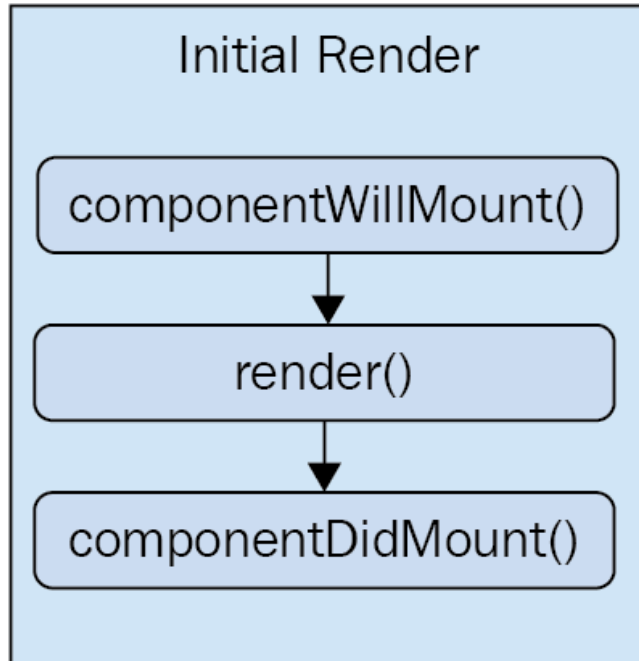 Initial Render
componentWillMount()
render()
componentDidMount()